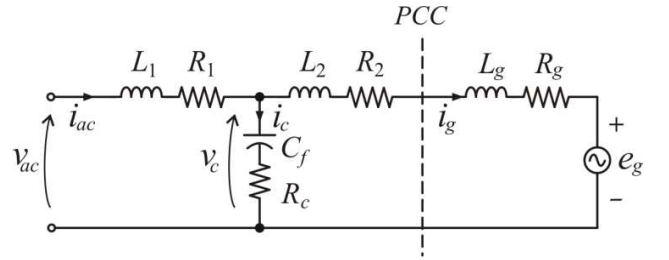 PCC
L1 R1 L2 R2 Lg Rg
iac ic ig
vac vc Cf Rc + eg -